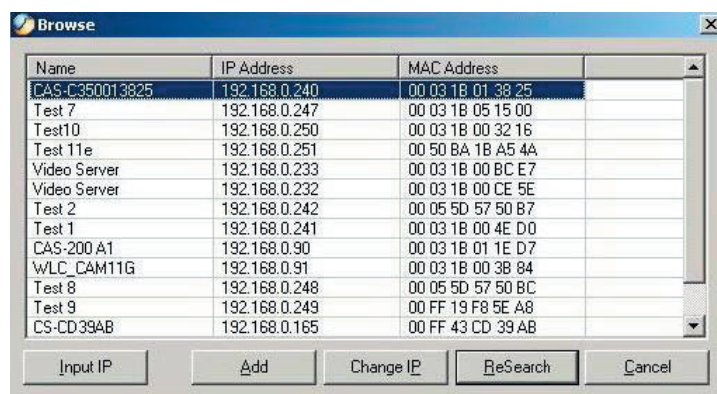 Browse
Name IP Address MAC Address
CAS-C350013825 192.168.0.240 00 03 1B 01 38 25
Test 7 192.168.0.247 00 03 1B 05 15 00
Test10 192.168.0.250 00 03 1B 00 32 16
Test 11e 192.168.0.251 00 50 BA 1B A5 4A
Video Server 192.168.0.233 00 03 1B 00 BC E7
Video Server 192.168.0.232 00 03 1B 00 CE 5E
Test 2 192.168.0.242 00 05 5D 57 50 B7
Test 1 192.168.0.241 00 03 1B 00 4E D0
CAS-200 A1 192.168.0.90 00 03 1B 01 1E D7
WLC_CAM11G 192.168.0.91 00 03 1B 00 3B 84
Test 8 192.168.0.248 00 05 5D 57 50 BC
Test 9 192.168.0.249 00 FF 19 F8 5E A8
CS-CD39AB 192.168.0.165 00 FF 43 CD 39 AB
Input IP Add Change IP ReSearch Cancel